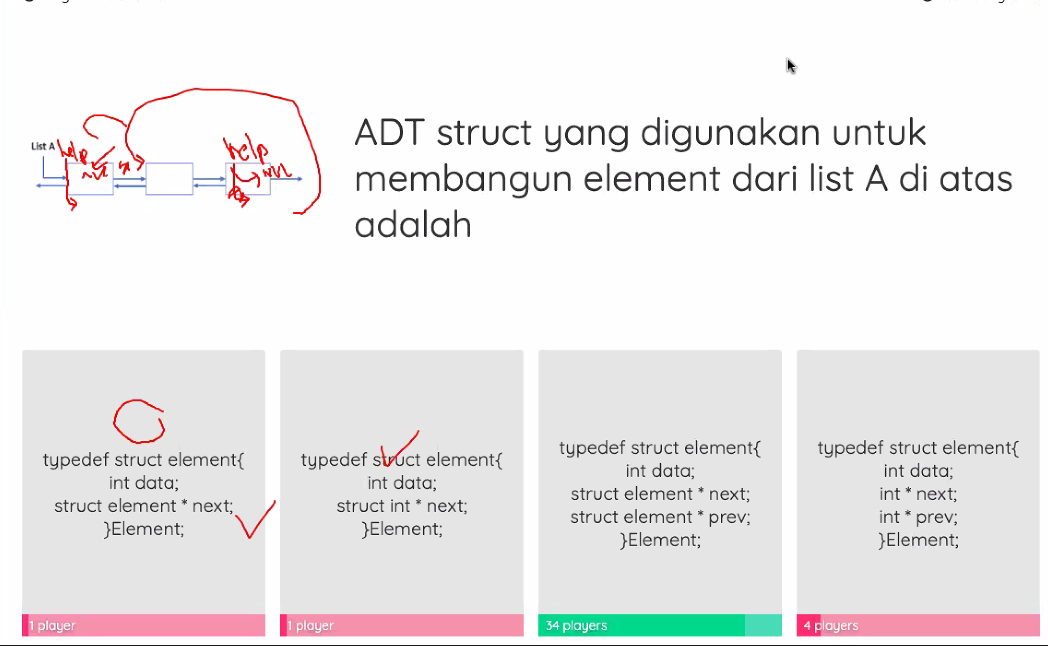 List A
help
help
ADT struct yang digunakan untuk
membangun element dari list A di atas
adalah
typedef struct element{
int data;
struct element * next;
}Element;
typedef struct element{
int data;
struct int * next;
}Element;
typedef struct element{
int data;
struct element * next;
struct element * prev;
}Element;
typedef struct element{
int data;
int * next;
int * prev;
}Element;
1 player
1 player
34 players
4 players